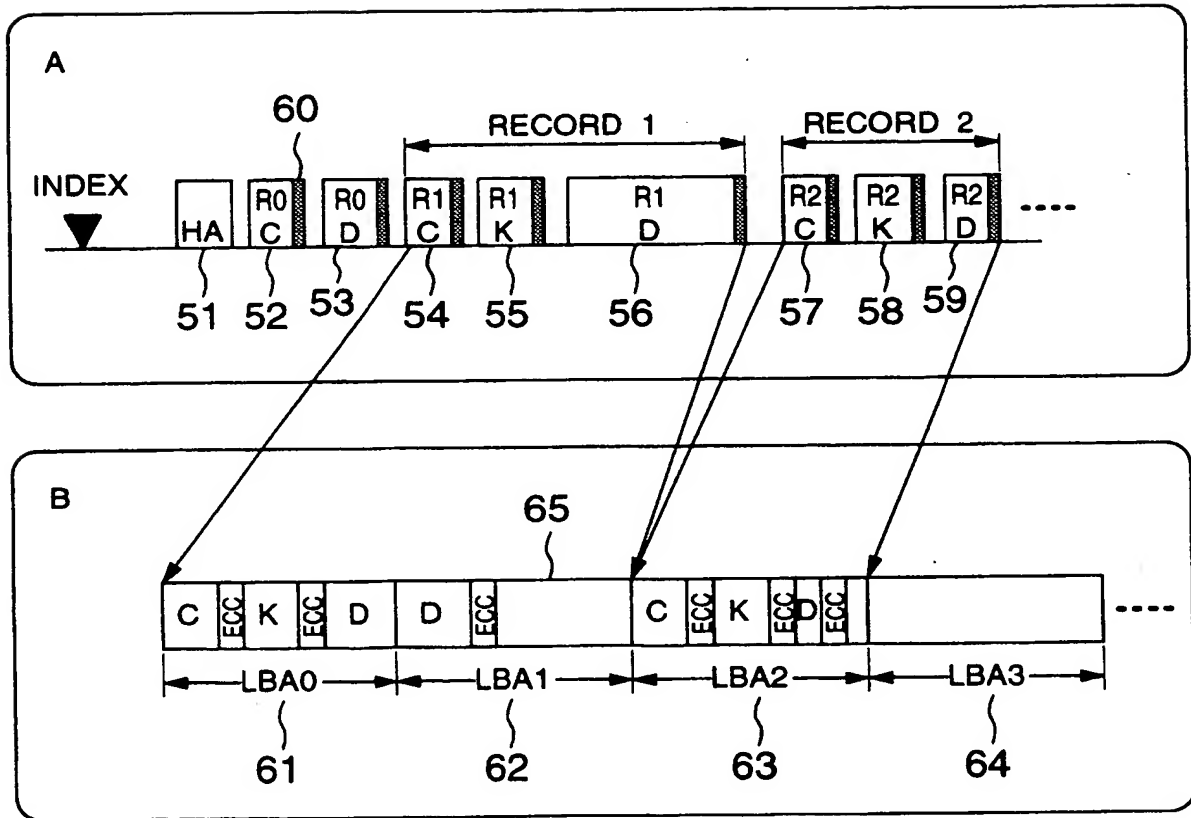 A
60
RECORD 1
RECORD 2
INDEX
HA
R0 C
R0 D
R1 C
R1 K
R1 D
R2 C
R2 K
R2 D
51
52
53
54
55
56
57
58
59
B
65
C ECC K ECC D D ECC C ECC K ECC D ECC
LBA0 LBA1 LBA2 LBA3
61 62 63 64